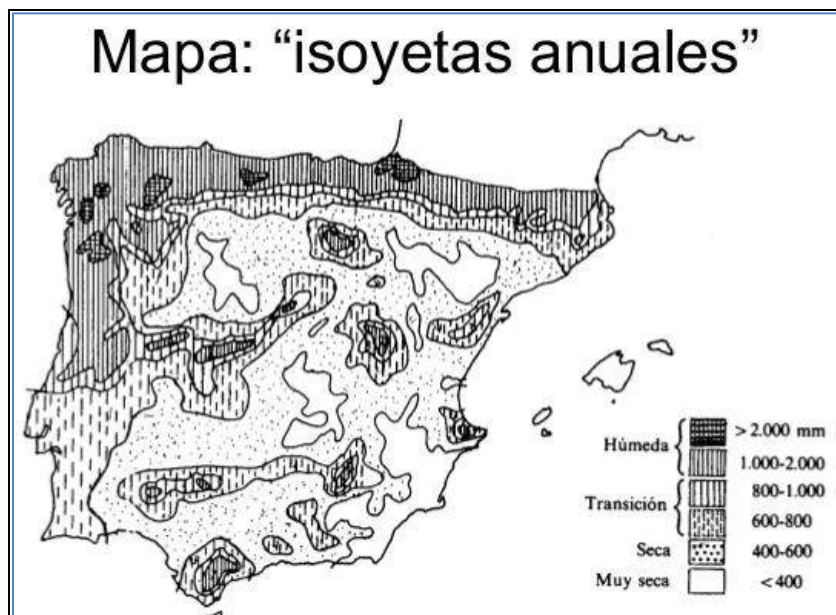 Mapa: “isoyetas anuales”
Húmeda
> 2.000 mm
1.000-2.000
Transición
800-1.000
600-800
Seca
400-600
Muy seca
< 400